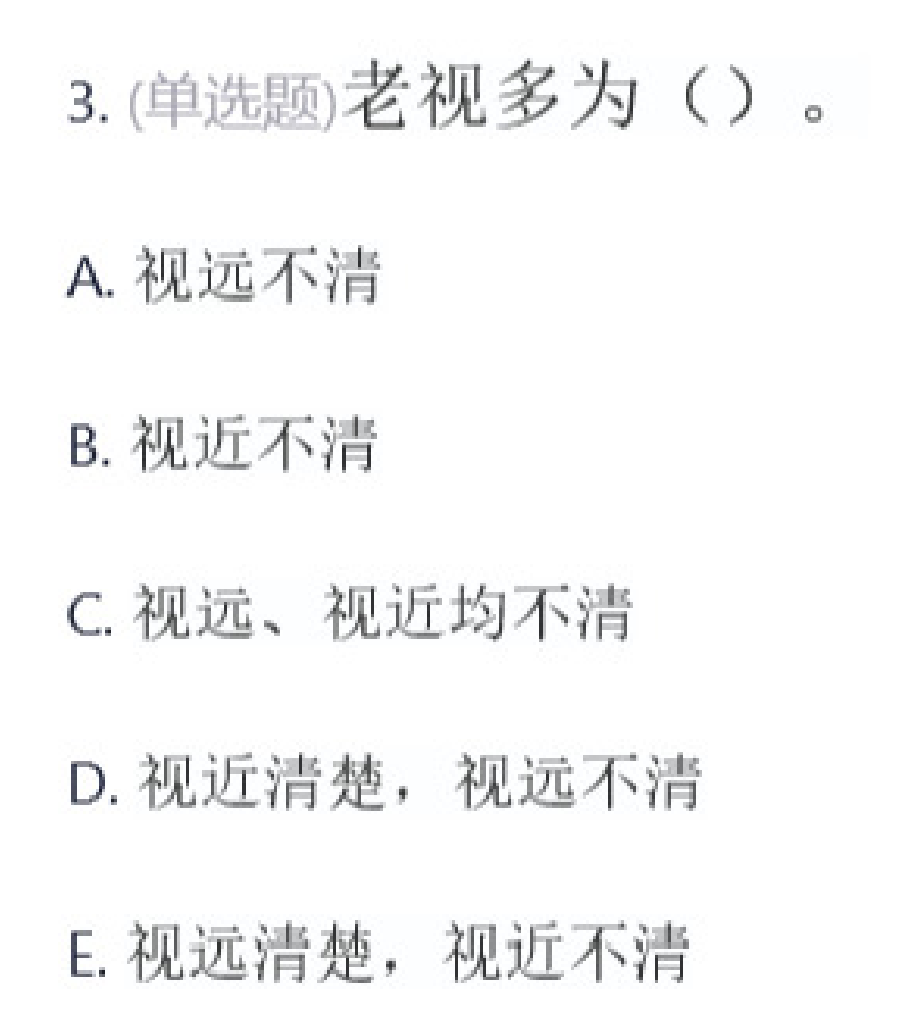 3. (单选题)老视多为（）。
A. 视远不清
B. 视近不清
C. 视远、视近均不清
D. 视近清楚，视远不清
E. 视远清楚，视近不清